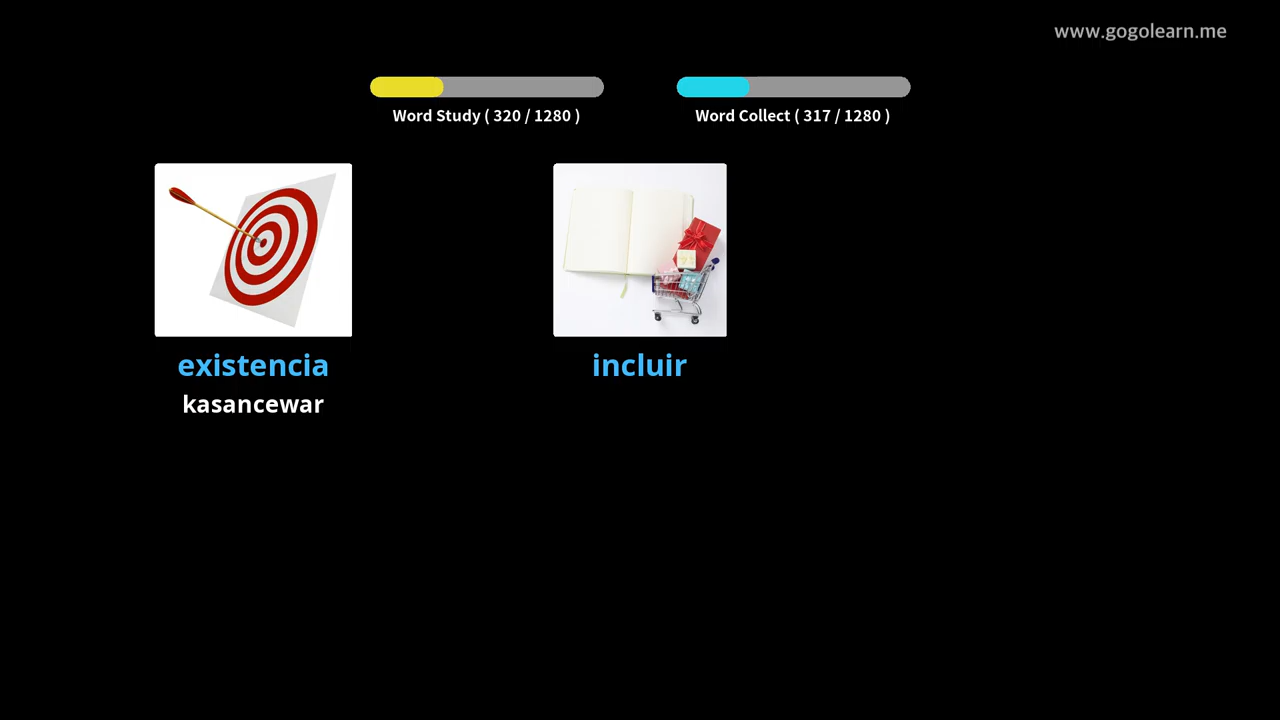 www.gogolearn.me
Word Study ( 320 / 1280 )
Word Collect ( 317 / 1280 )
existencia
kasancewar
incluir